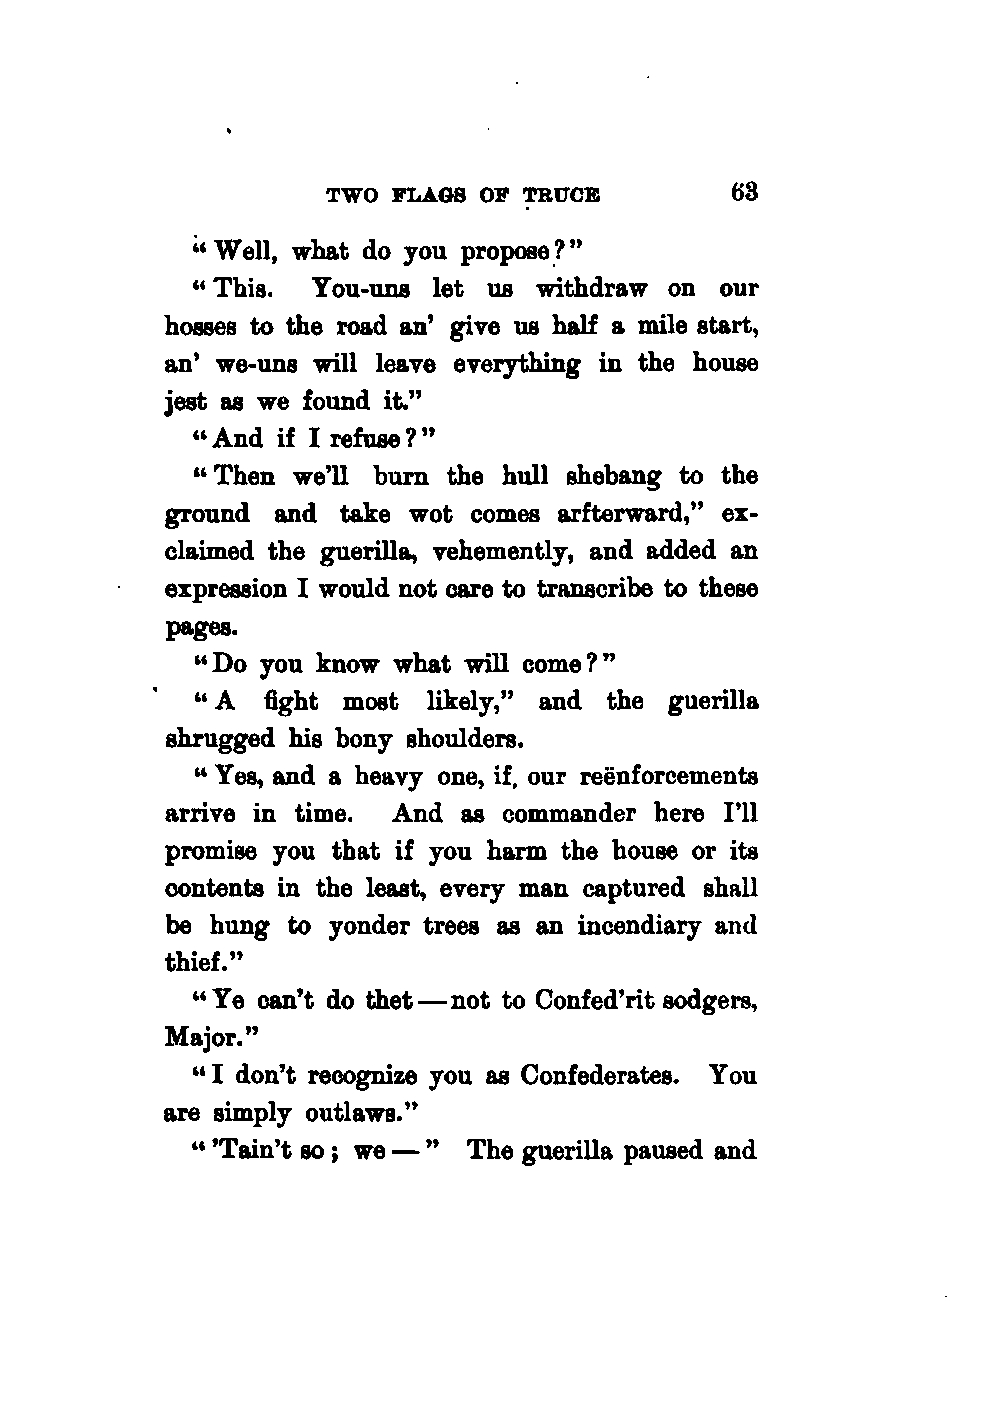 TWO FLAGS OF TRUCE 63
"Well, what do you propose?"
"This. You-uns let us withdraw on our
hosses to the road an' give us half a mile start,
an' we-uns will leave everything in the house
jest as we found it."
"And if I refuse?"
"Then we'll burn the hull shebang to the
ground and take wot comes arfterward," ex-
claimed the guerilla, vehemently, and added an
expression I would not care to transcribe to these
pages.
"Do you know what will come?"
"A fight most likely," and the guerilla
shrugged his bony shoulders.
"Yes, and a heavy one, if, our reënforcements
arrive in time. And as commander here I'll
promise you that if you harm the house or its
contents in the least, every man captured shall
be hung to yonder trees as an incendiary and
thief."
"Ye can't do thet—not to Confed'rit sodgers,
Major."
"I don't recognize you as Confederates. You
are simply outlaws."
"'Tain't so; we—" The guerilla paused and